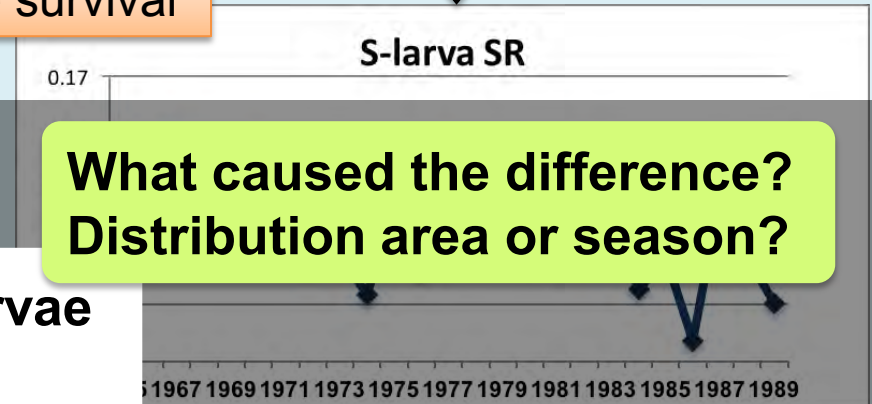 survival
S-larva SR
0.17
What caused the difference?
Distribution area or season?
rvae
5 1967 1969 1971 1973 1975 1977 1979 1981 1983 1985 1987 1989